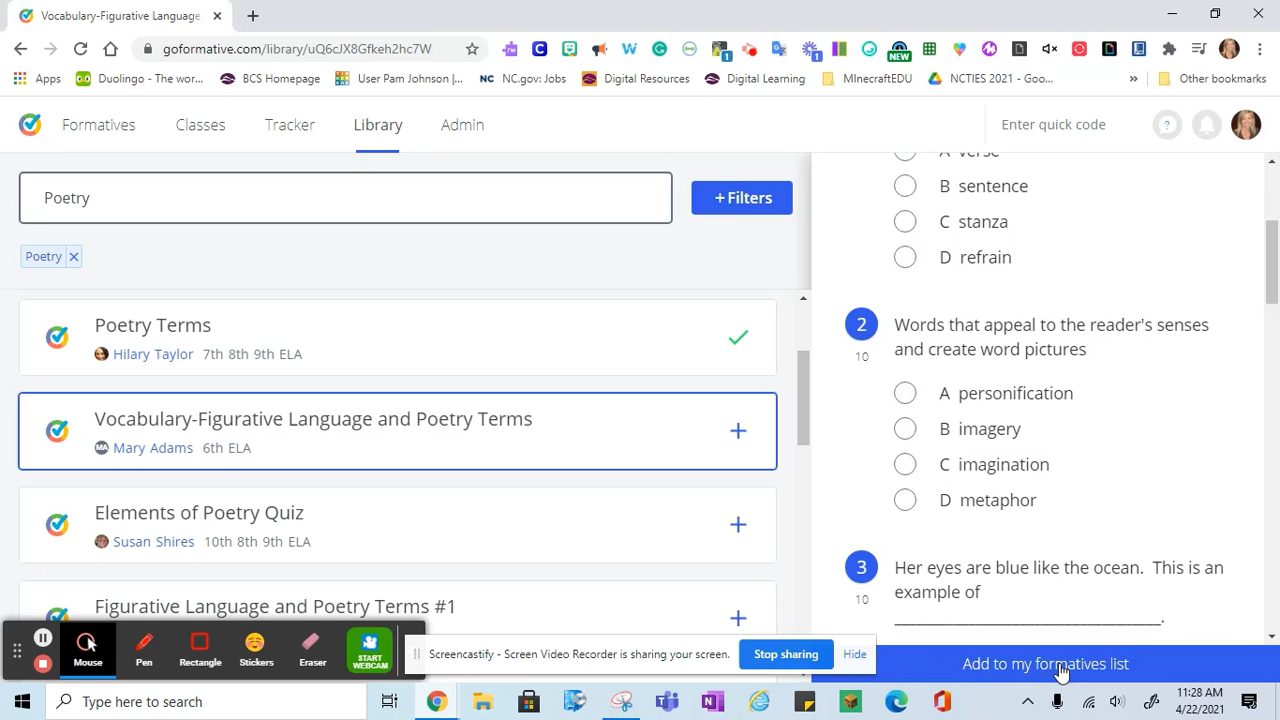 Vocabulary-Figurative Language
goformative.com/library/uQ6cJX8Gfkeh2hc7W
1
1
NEW
Apps
Duolingo - The wor...
BCS Homepage
User Pam Johnson |...
NC.gov: Jobs
Digital Resources
Digital Learning
MInecraftEDU
NCTIES 2021 - Goo...
»
Other bookmarks
Formatives
Classes
Tracker
Library
Admin
Enter quick code
?
Poetry
+ Filters
Poetry ×
Poetry Terms
Hilary Taylor 7th 8th 9th ELA
Vocabulary-Figurative Language and Poetry Terms
MA Mary Adams 6th ELA
Elements of Poetry Quiz
Susan Shires 10th 8th 9th ELA
Figurative Language and Poetry Terms #1
A verse
B sentence
C stanza
D refrain
2 Words that appeal to the reader's senses
10 and create word pictures
A personification
B imagery
C imagination
D metaphor
3 Her eyes are blue like the ocean. This is an
10 example of
___________________________.
Add to my formatives list
Mouse
Pen
Rectangle
Stickers
Eraser
START
WEBCAM
Screencastify - Screen Video Recorder is sharing your screen.
Stop sharing
Hide
Type here to search
11:28 AM
4/22/2021